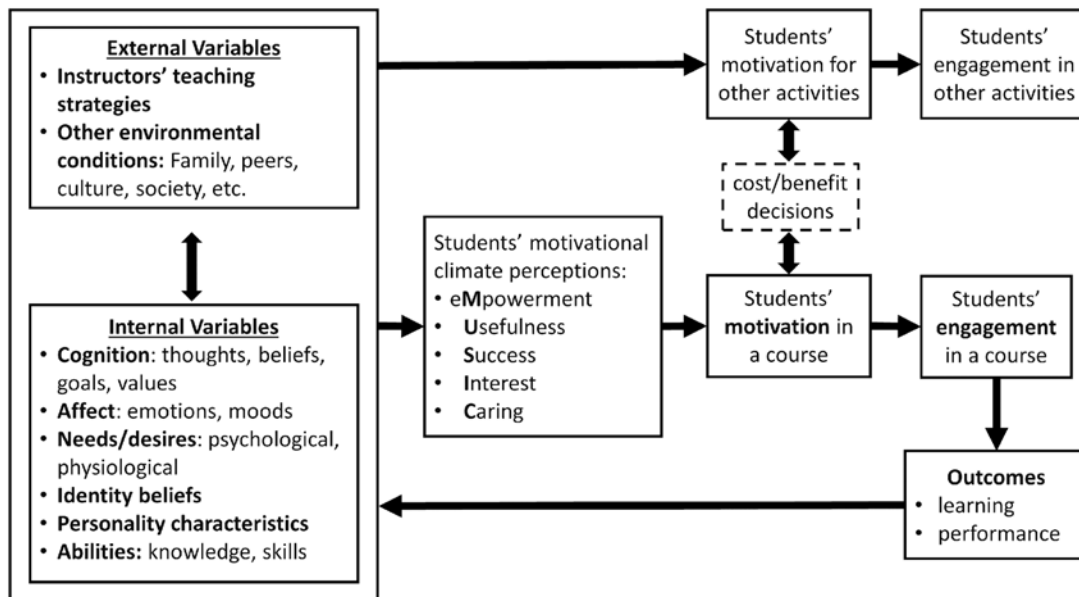 External Variables
• Instructors' teaching
strategies
• Other environmental
conditions: Family, peers,
culture, society, etc.
Internal Variables
• Cognition: thoughts, beliefs,
goals, values
• Affect: emotions, moods
• Needs/desires: psychological,
physiological
• Identity beliefs
• Personality characteristics
• Abilities: knowledge, skills
Students' motivational
climate perceptions:
• eMpowerment
• Usefulness
• Success
• Interest
• Caring
Students'
motivation for
other activities
Students'
engagement in
other activities
cost/benefit
decisions
Students'
motivation in
a course
Students'
engagement
in a course
Outcomes
• learning
• performance